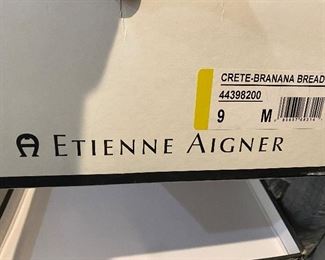 CRETE-BRANANA BREAD
44398200
9 M
ETIENNE AIGNER